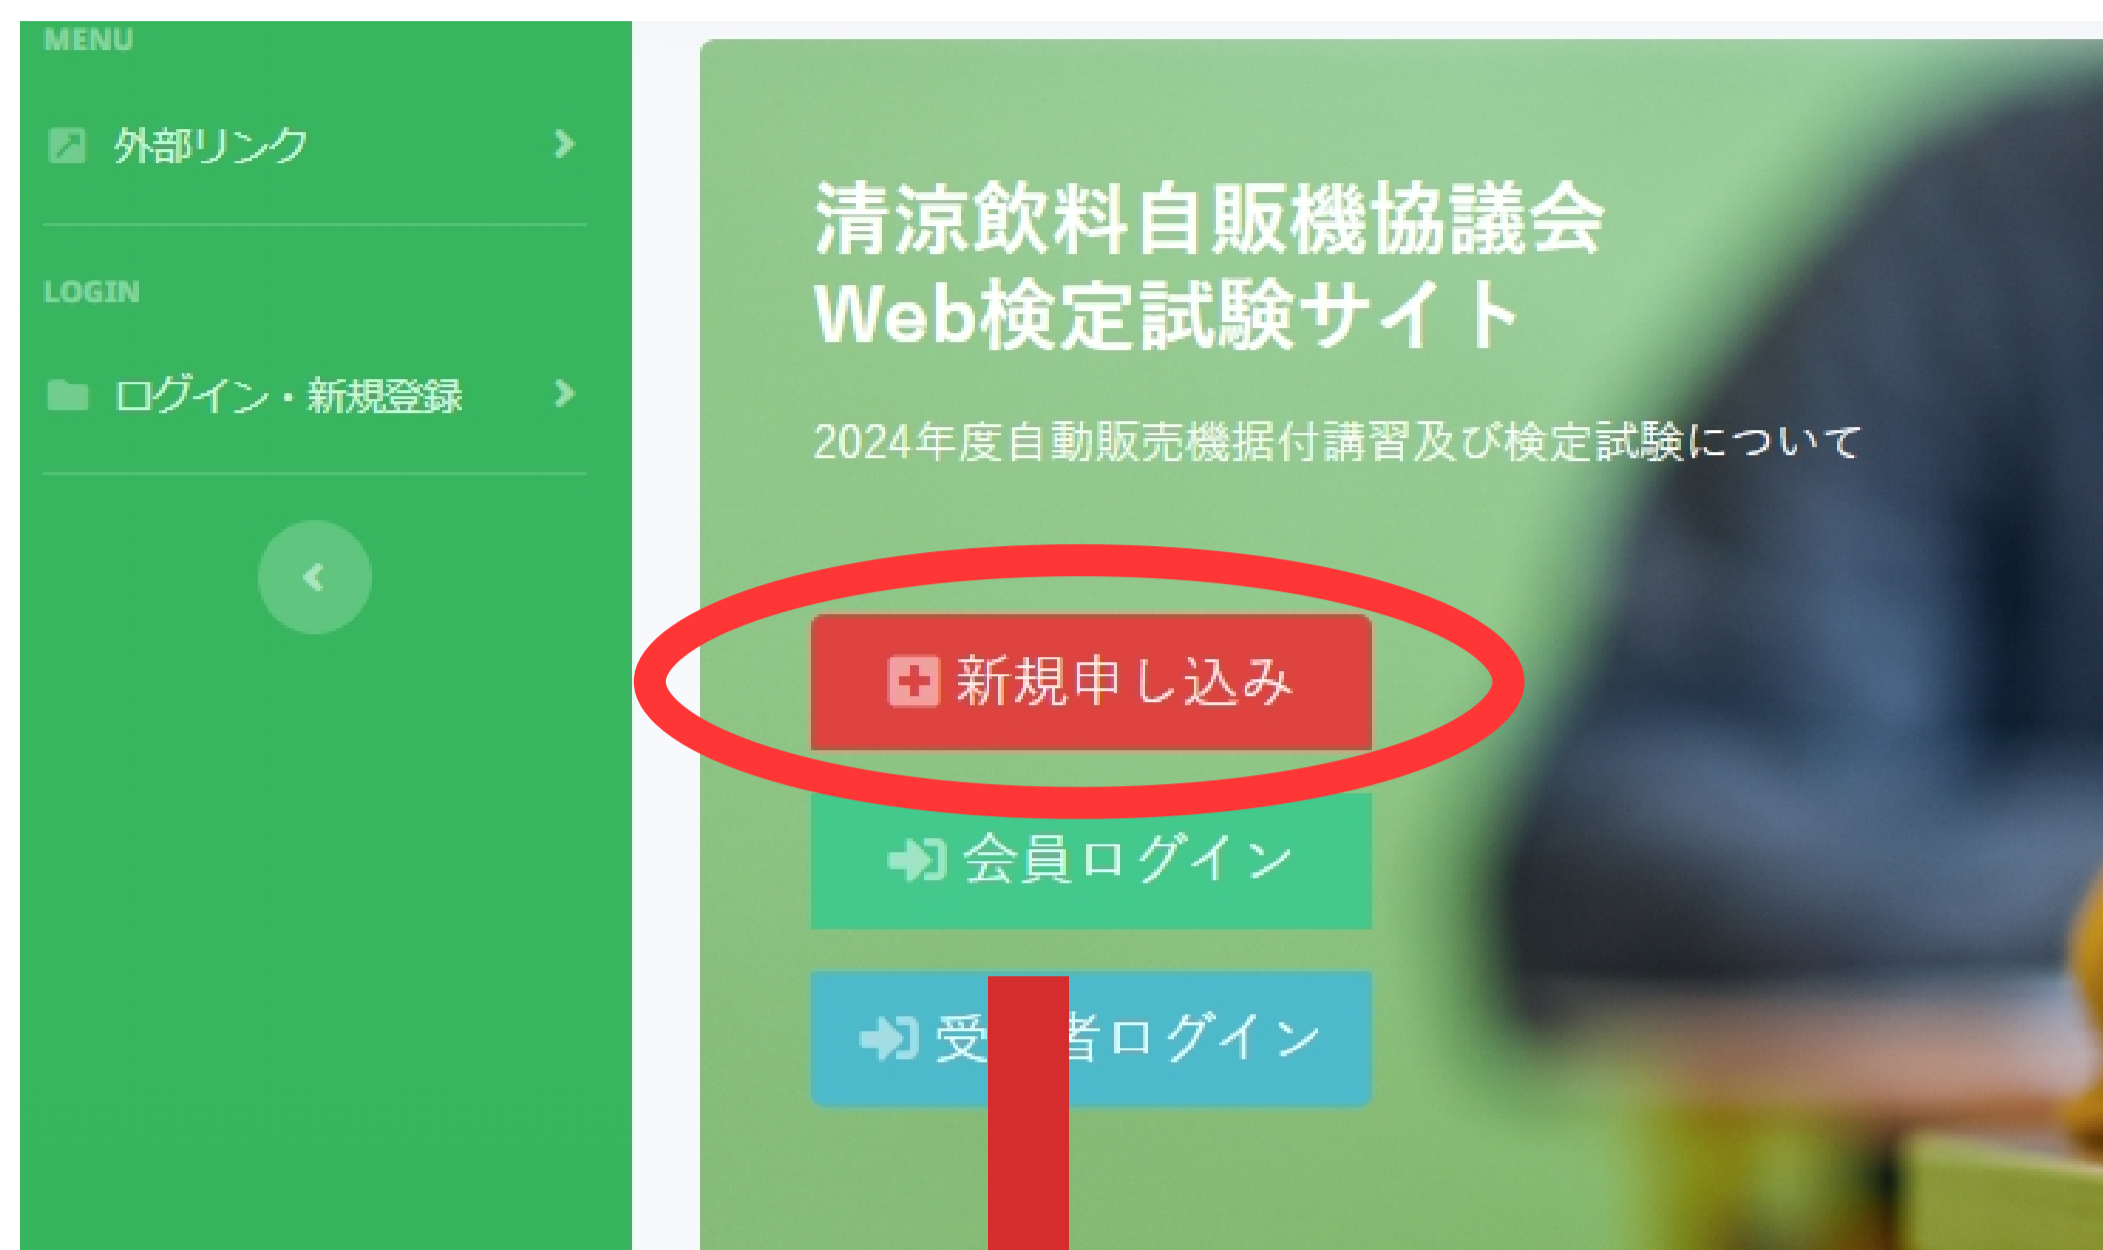 MENU
外部リンク
LOGIN
ログイン・新規登録
清涼飲料自販機協議会
Web検定試験サイト
2024年度自動販売機据付講習及び検定試験について
新規申し込み
会員ログイン
受 者ログイン